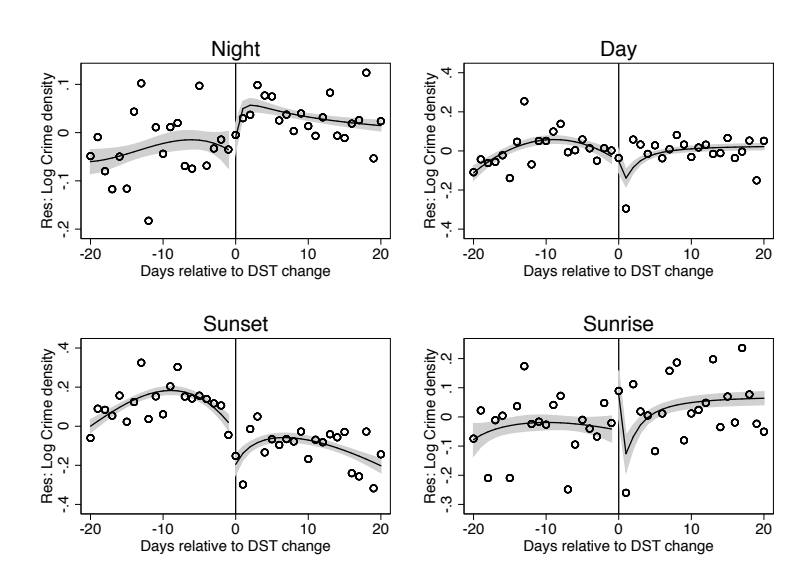 Night
Res: Log Crime density
.1
0
-.1
-.2
-20 -10 0 10 20
Days relative to DST change
Day
Res: Log Crime density
.4
.2
0
-.2
-.4
-20 -10 0 10 20
Days relative to DST change
Sunset
Res: Log Crime density
.4
.2
0
-.2
-.4
-20 -10 0 10 20
Days relative to DST change
Sunrise
Res: Log Crime density
.2
.1
0
-.1
-.2
-.3
-20 -10 0 10 20
Days relative to DST change